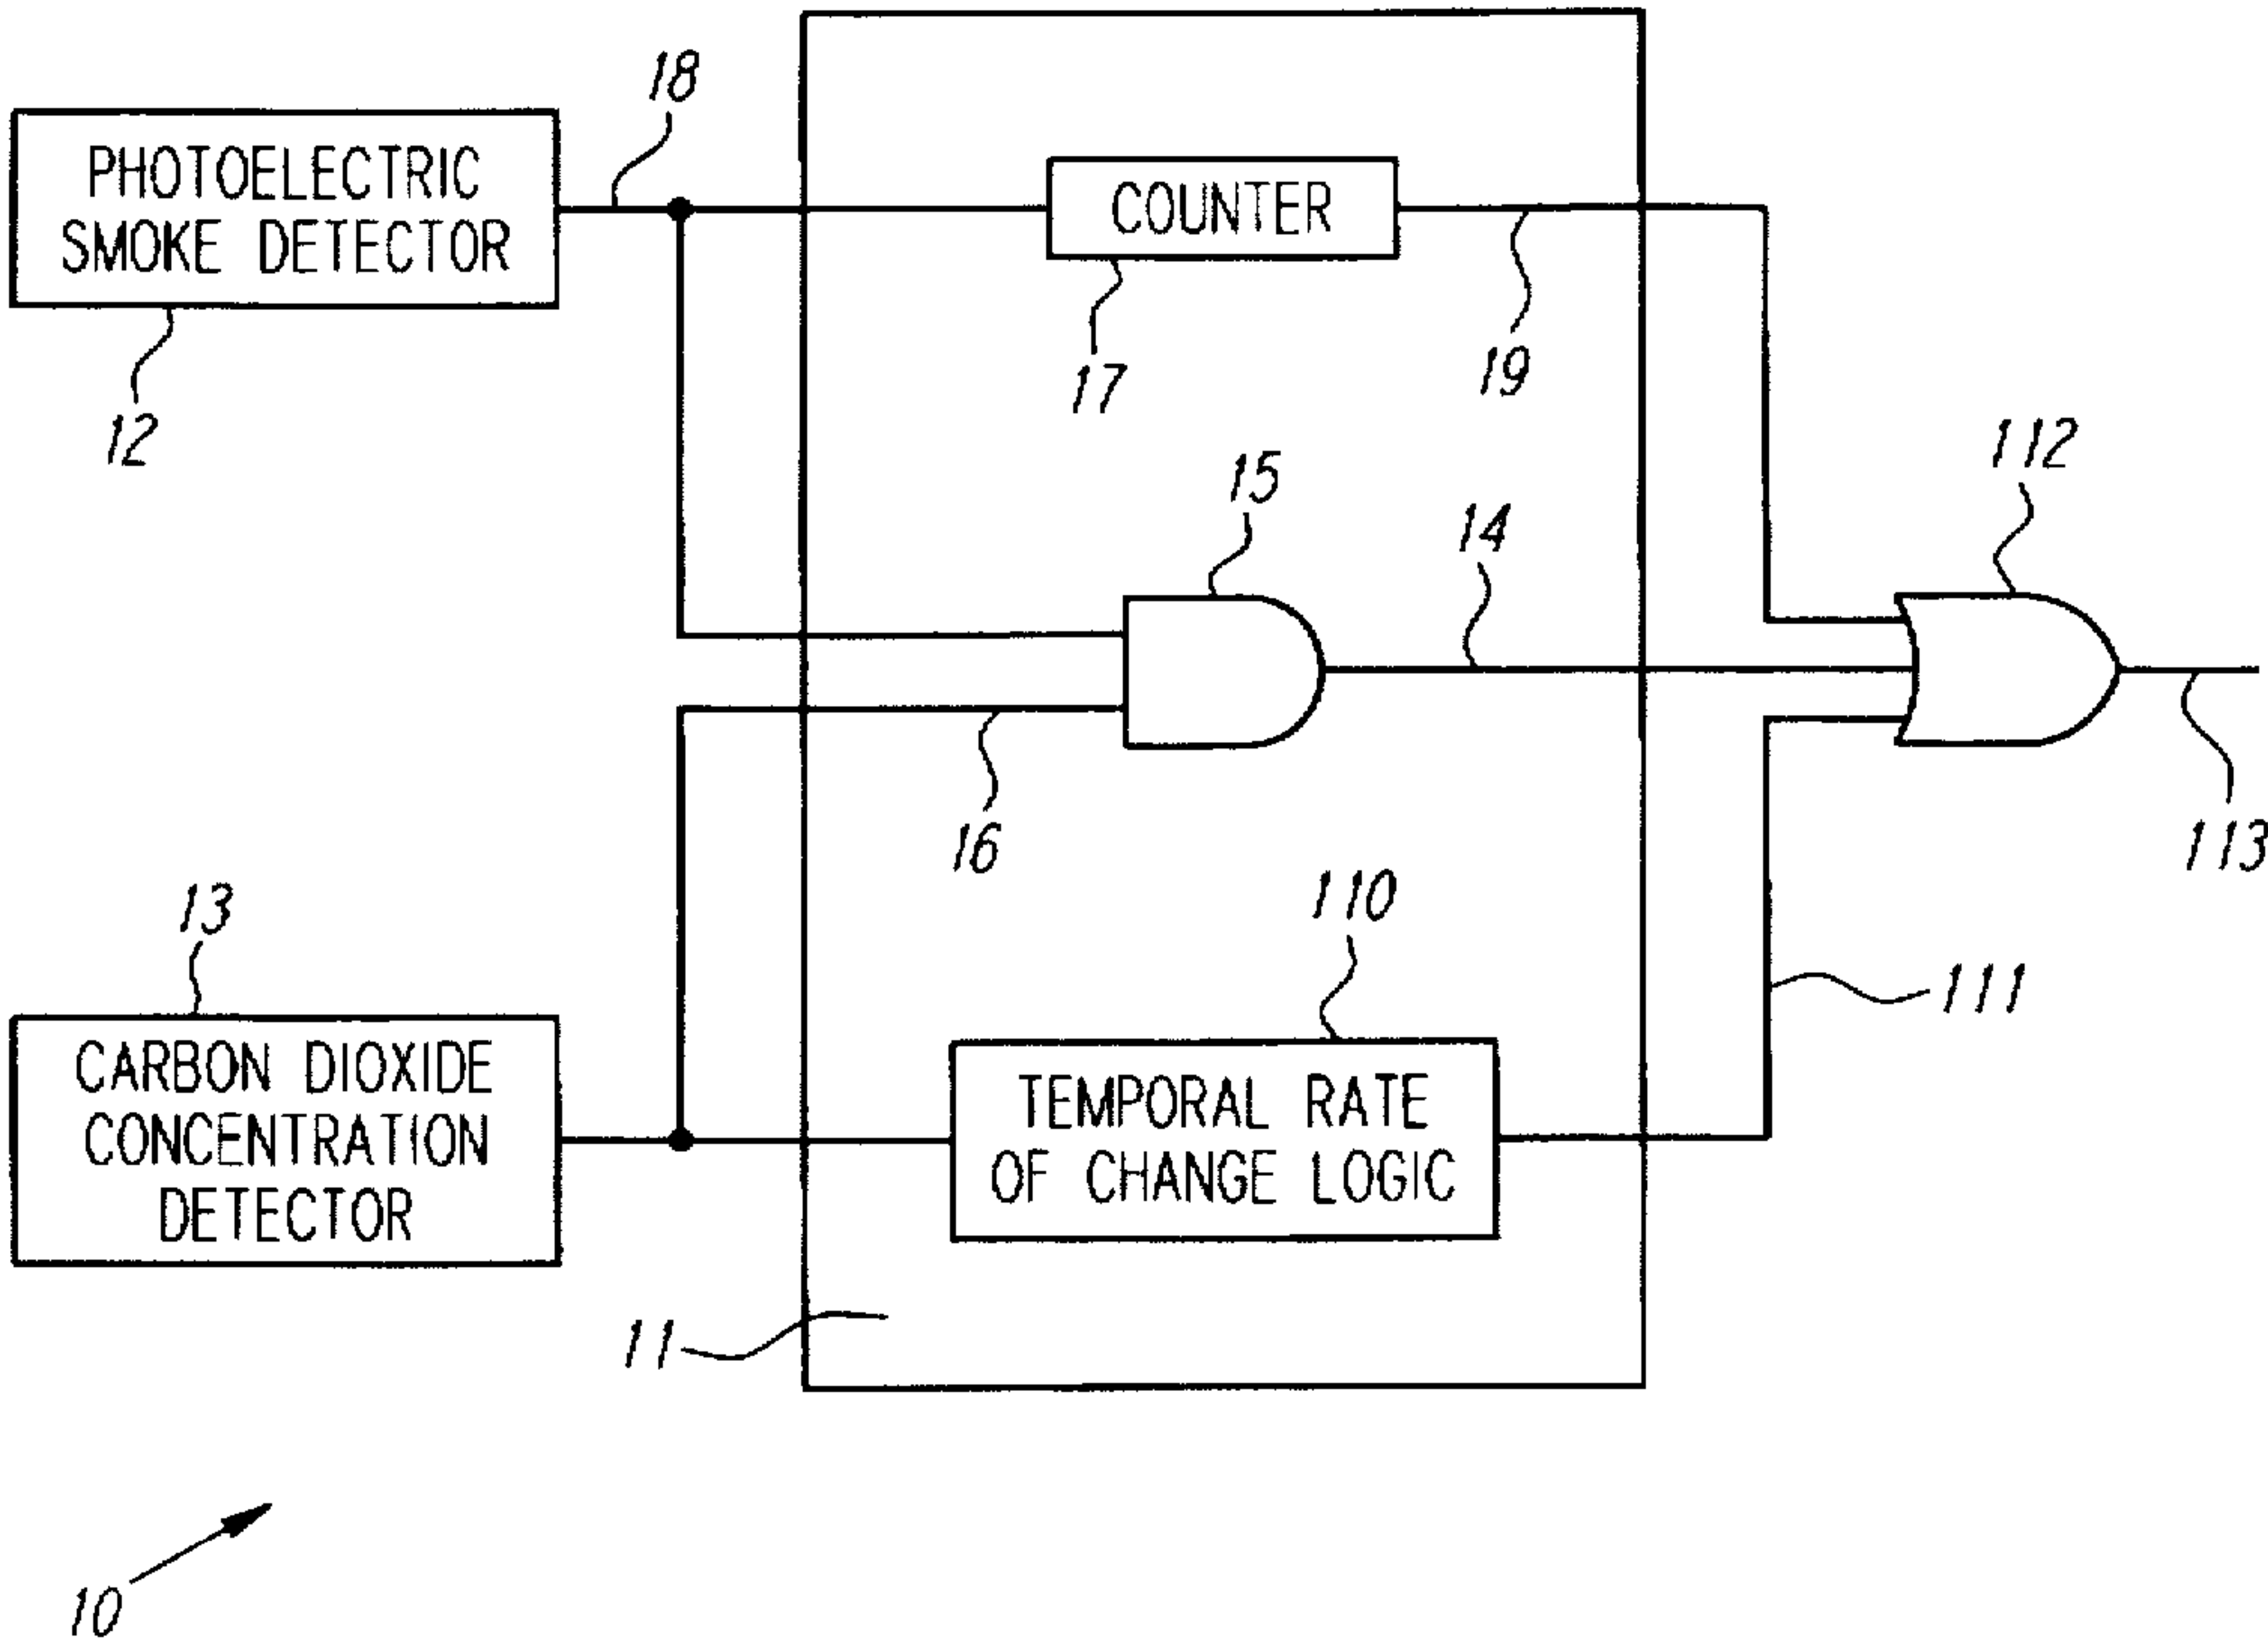 18
PHOTOELECTRIC
SMOKE DETECTOR
COUNTER
12
17
19
15
14
112
16
113
13
110
111
CARBON DIOXIDE
CONCENTRATION
DETECTOR
TEMPORAL RATE
OF CHANGE LOGIC
11
10